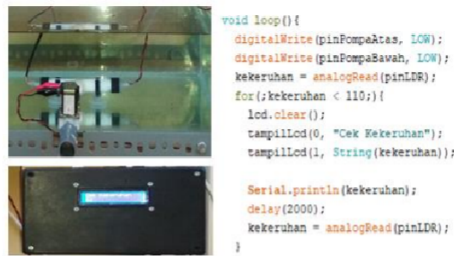 void loop(){
digitalWrite(pinPompaAtas, LOW);
digitalWrite(pinPompaBawah, LOW);
kekeruhan = analogRead(pinLDR);
for(;kekeruhan < 110;){
lcd.clear();
tampilLcd(0, "Cek Kekeruhan");
tampilLcd(1, String(kekeruhan));
Serial.println(kekeruhan);
delay(2000);
kekeruhan = analogRead(pinLDR);
}